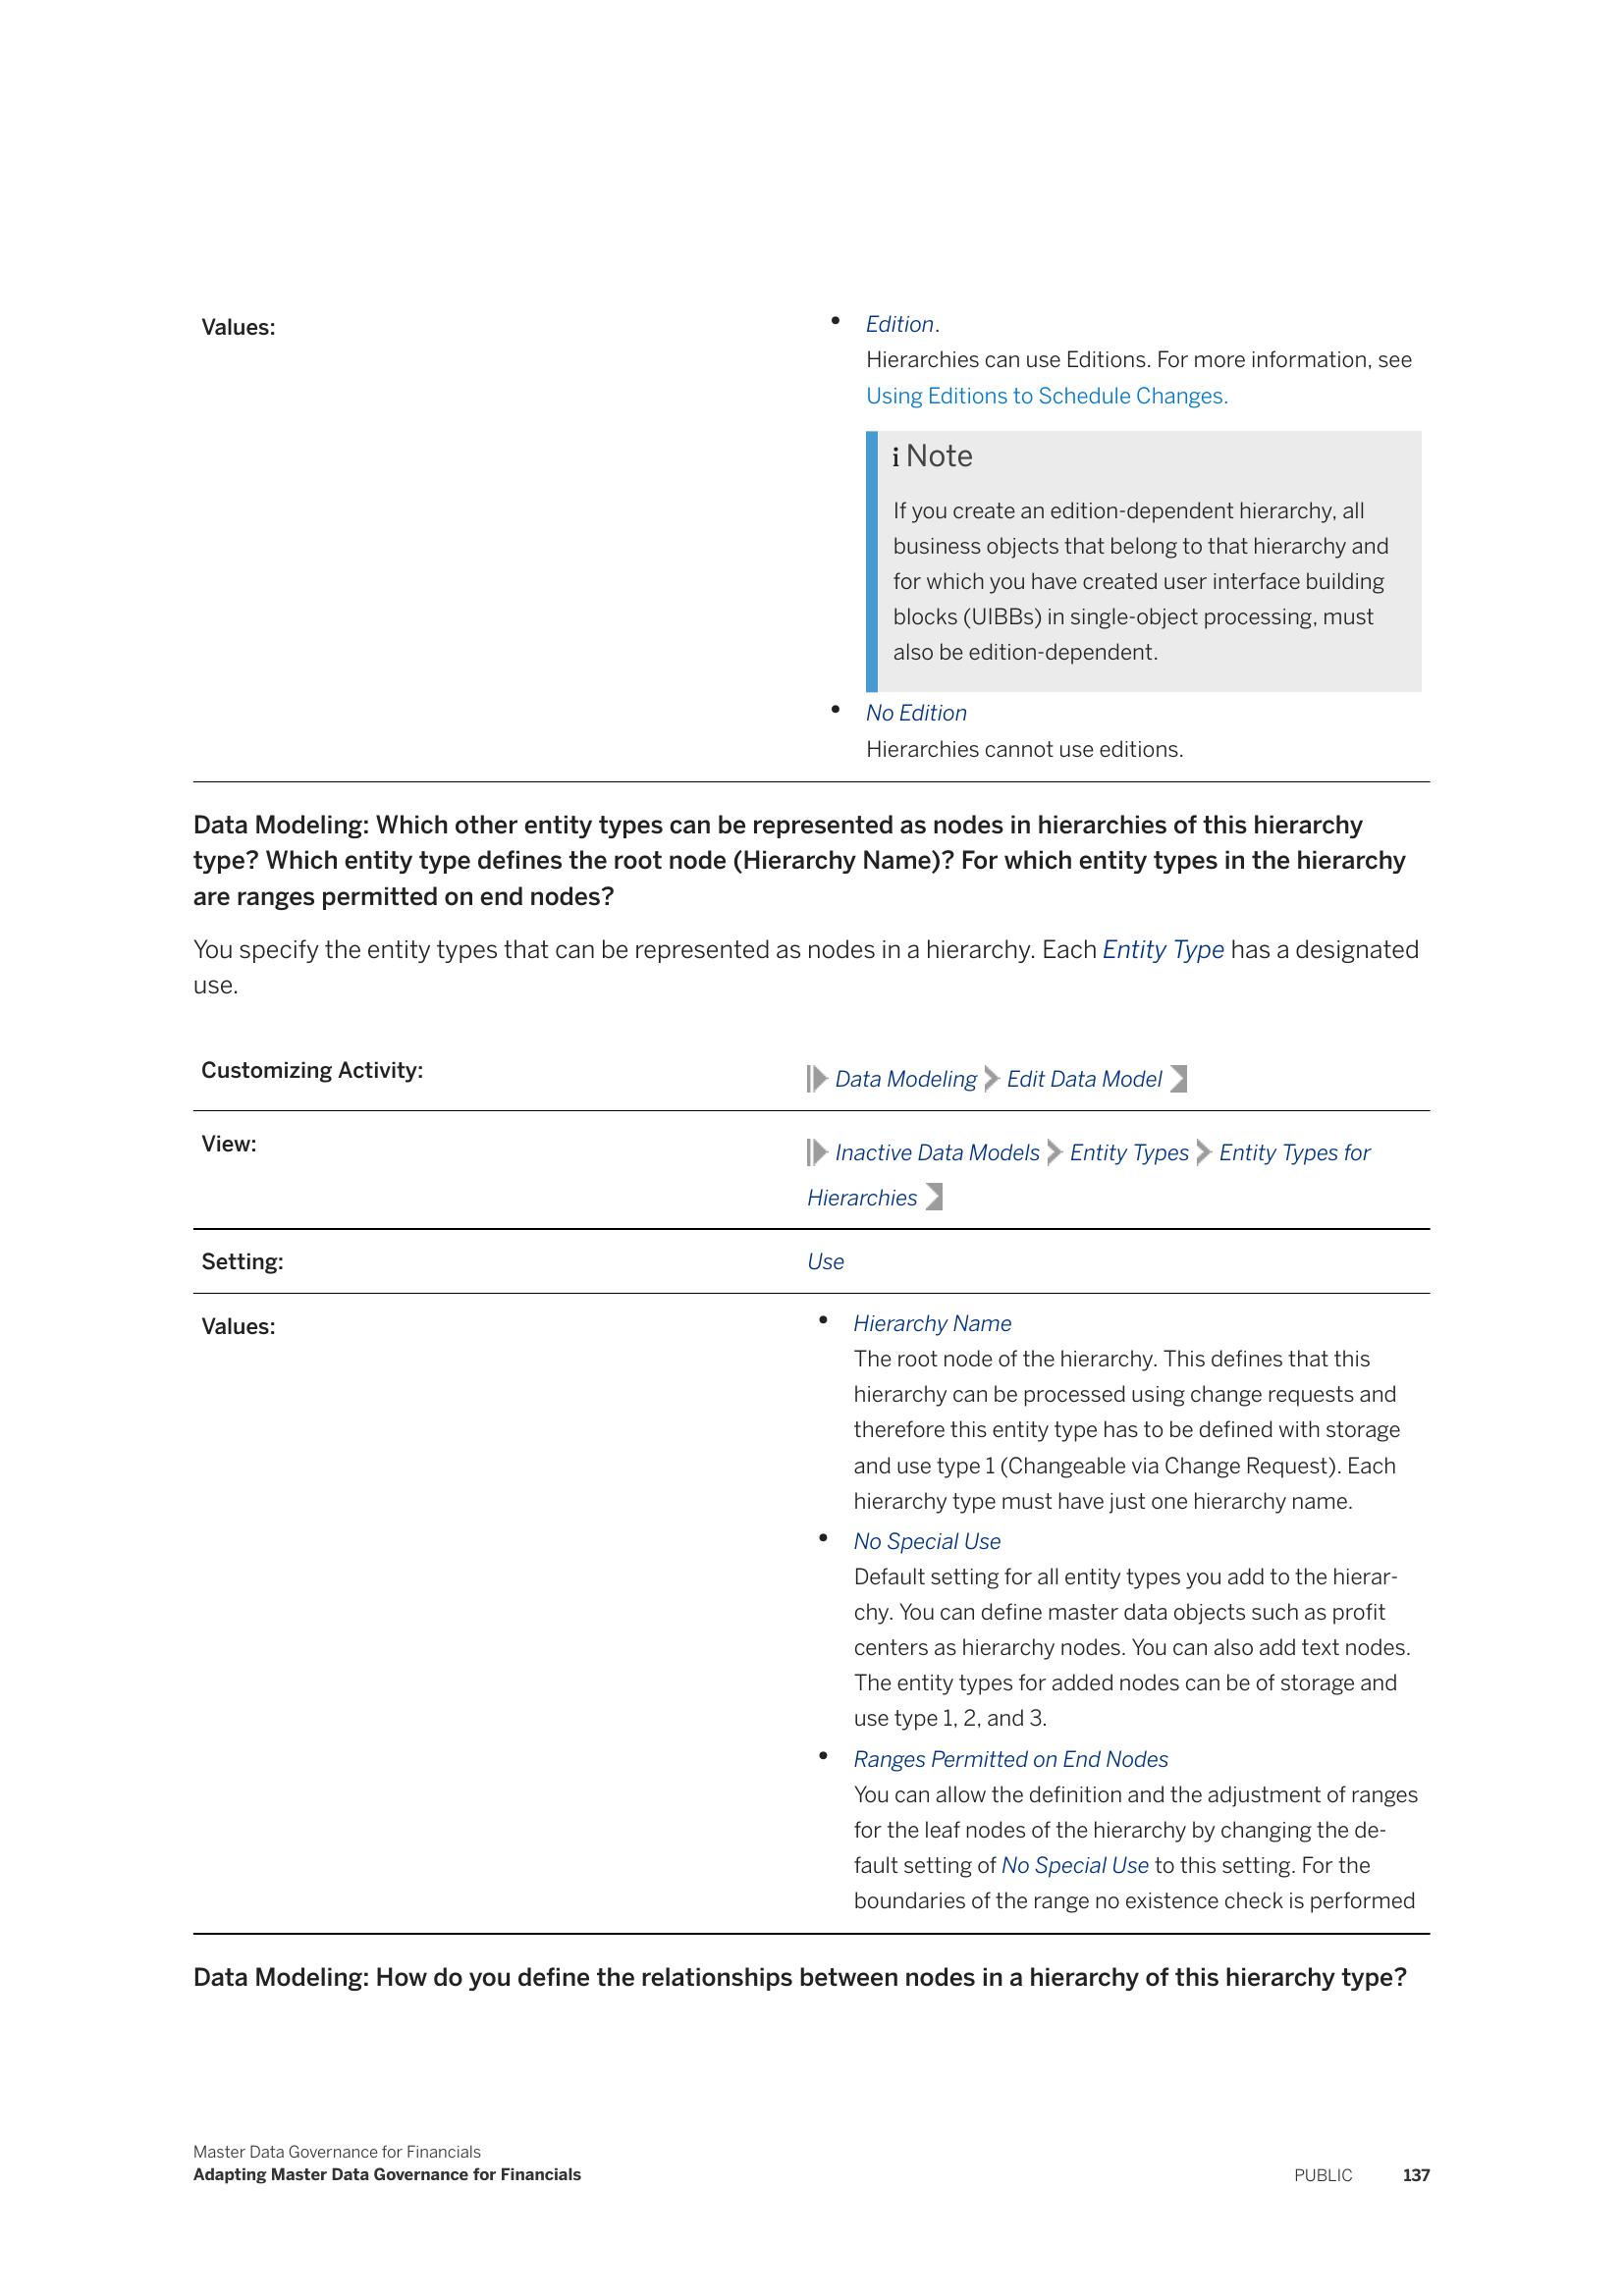 Values:
• Edition.
Hierarchies can use Editions. For more information, see
Using Editions to Schedule Changes.
i Note
If you create an edition-dependent hierarchy, all
business objects that belong to that hierarchy and
for which you have created user interface building
blocks (UIBBs) in single-object processing, must
also be edition-dependent.
• No Edition
Hierarchies cannot use editions.
Data Modeling: Which other entity types can be represented as nodes in hierarchies of this hierarchy
type? Which entity type defines the root node (Hierarchy Name)? For which entity types in the hierarchy
are ranges permitted on end nodes?
You specify the entity types that can be represented as nodes in a hierarchy. Each Entity Type has a designated
use.
Customizing Activity:
Data Modeling Edit Data Model
View:
Inactive Data Models Entity Types Entity Types for
Hierarchies
Setting:
Use
Values:
• Hierarchy Name
The root node of the hierarchy. This defines that this
hierarchy can be processed using change requests and
therefore this entity type has to be defined with storage
and use type 1 (Changeable via Change Request). Each
hierarchy type must have just one hierarchy name.
• No Special Use
Default setting for all entity types you add to the hierar-
chy. You can define master data objects such as profit
centers as hierarchy nodes. You can also add text nodes.
The entity types for added nodes can be of storage and
use type 1, 2, and 3.
• Ranges Permitted on End Nodes
You can allow the definition and the adjustment of ranges
for the leaf nodes of the hierarchy by changing the de-
fault setting of No Special Use to this setting. For the
boundaries of the range no existence check is performed
Data Modeling: How do you define the relationships between nodes in a hierarchy of this hierarchy type?
Master Data Governance for Financials
Adapting Master Data Governance for Financials
PUBLIC 137